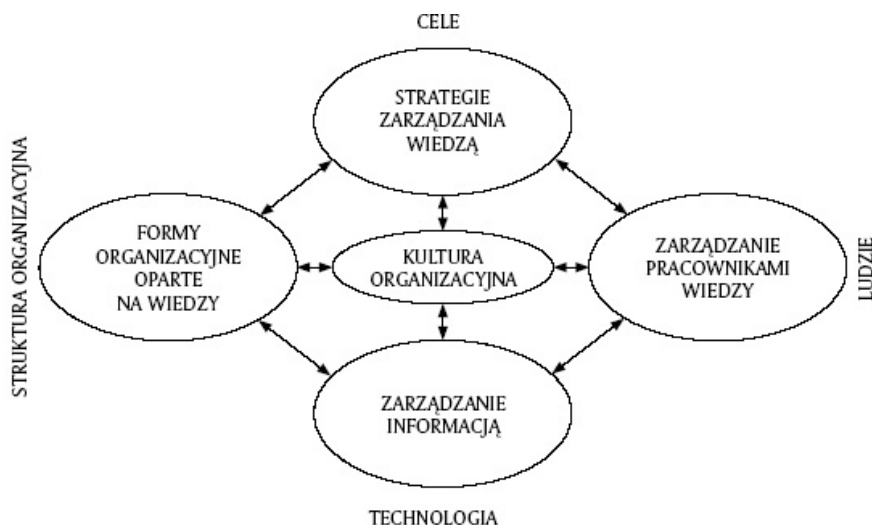 CELE
STRATEGIE
ZARZĄDZANIA
WIEDZĄ
STRUKTURA ORGANIZACYJNA
FORMY
ORGANIZACYJNE
OPARTE
NA WIEDZY
KULTURA
ORGANIZACYJNA
ZARZĄDZANIE
PRACOWNIKAMI
WIEDZY
LUDZIE
ZARZĄDZANIE
INFORMACJĄ
TECHNOLOGIA